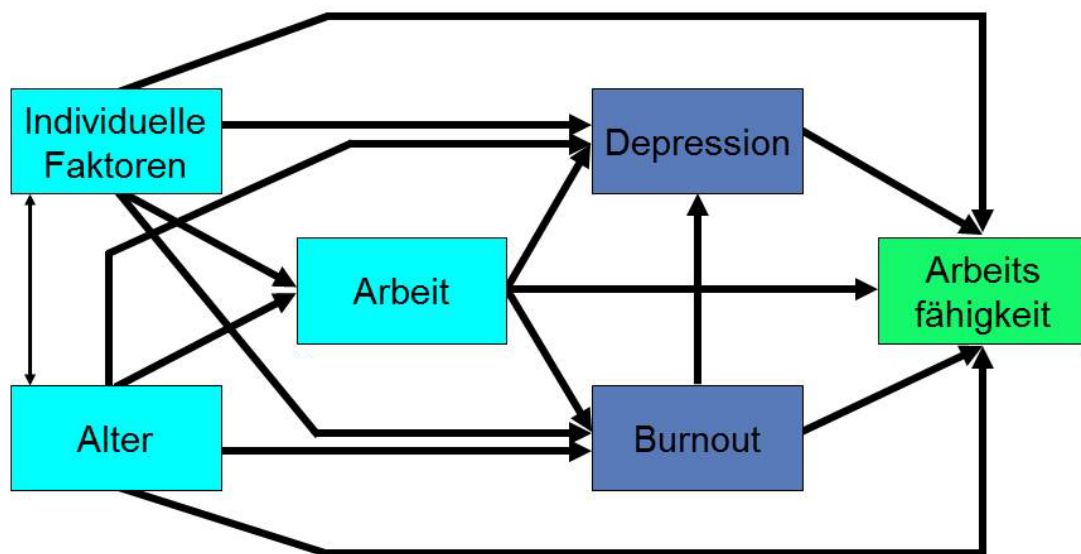 Individuelle
Faktoren
Depression
Arbeit
Arbeits
fähigkeit
Alter
Burnout